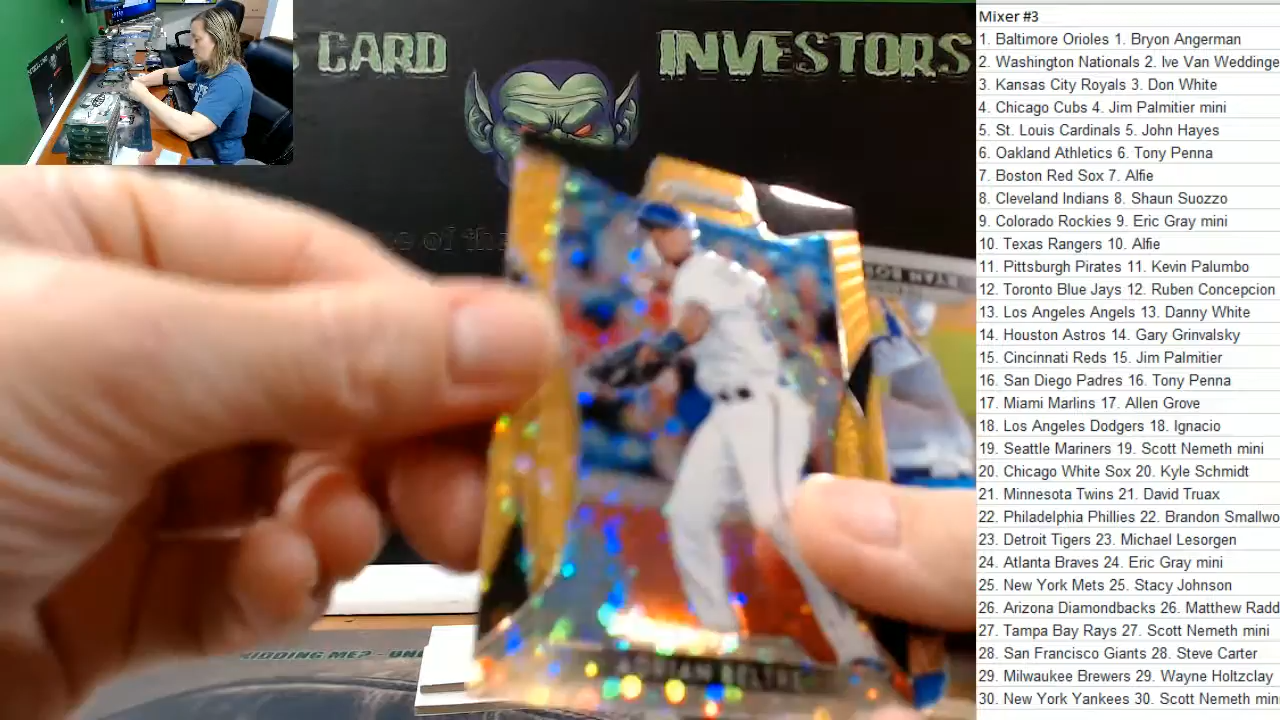 CARD INVESTORS
Mixer #3
1. Baltimore Orioles 1. Bryon Angerman
2. Washington Nationals 2. Ive Van Weddinge
3. Kansas City Royals 3. Don White
4. Chicago Cubs 4. Jim Palmitier mini
5. St. Louis Cardinals 5. John Hayes
6. Oakland Athletics 6. Tony Penna
7. Boston Red Sox 7. Alfie
8. Cleveland Indians 8. Shaun Suozzo
9. Colorado Rockies 9. Eric Gray mini
10. Texas Rangers 10. Alfie
11. Pittsburgh Pirates 11. Kevin Palumbo
12. Toronto Blue Jays 12. Ruben Concepcion
13. Los Angeles Angels 13. Danny White
14. Houston Astros 14. Gary Grinvalsky
15. Cincinnati Reds 15. Jim Palmitier
16. San Diego Padres 16. Tony Penna
17. Miami Marlins 17. Allen Grove
18. Los Angeles Dodgers 18. Ignacio
19. Seattle Mariners 19. Scott Nemeth mini
20. Chicago White Sox 20. Kyle Schmidt
21. Minnesota Twins 21. David Truax
22. Philadelphia Phillies 22. Brandon Smallwo
23. Detroit Tigers 23. Michael Lesorgen
24. Atlanta Braves 24. Eric Gray mini
25. New York Mets 25. Stacy Johnson
26. Arizona Diamondbacks 26. Matthew Radd
27. Tampa Bay Rays 27. Scott Nemeth mini
28. San Francisco Giants 28. Steve Carter
29. Milwaukee Brewers 29. Wayne Holtzclay
30. New York Yankees 30. Scott Nemeth min
of the
ADRIAN BELTRE
KIDDING ME? - UN